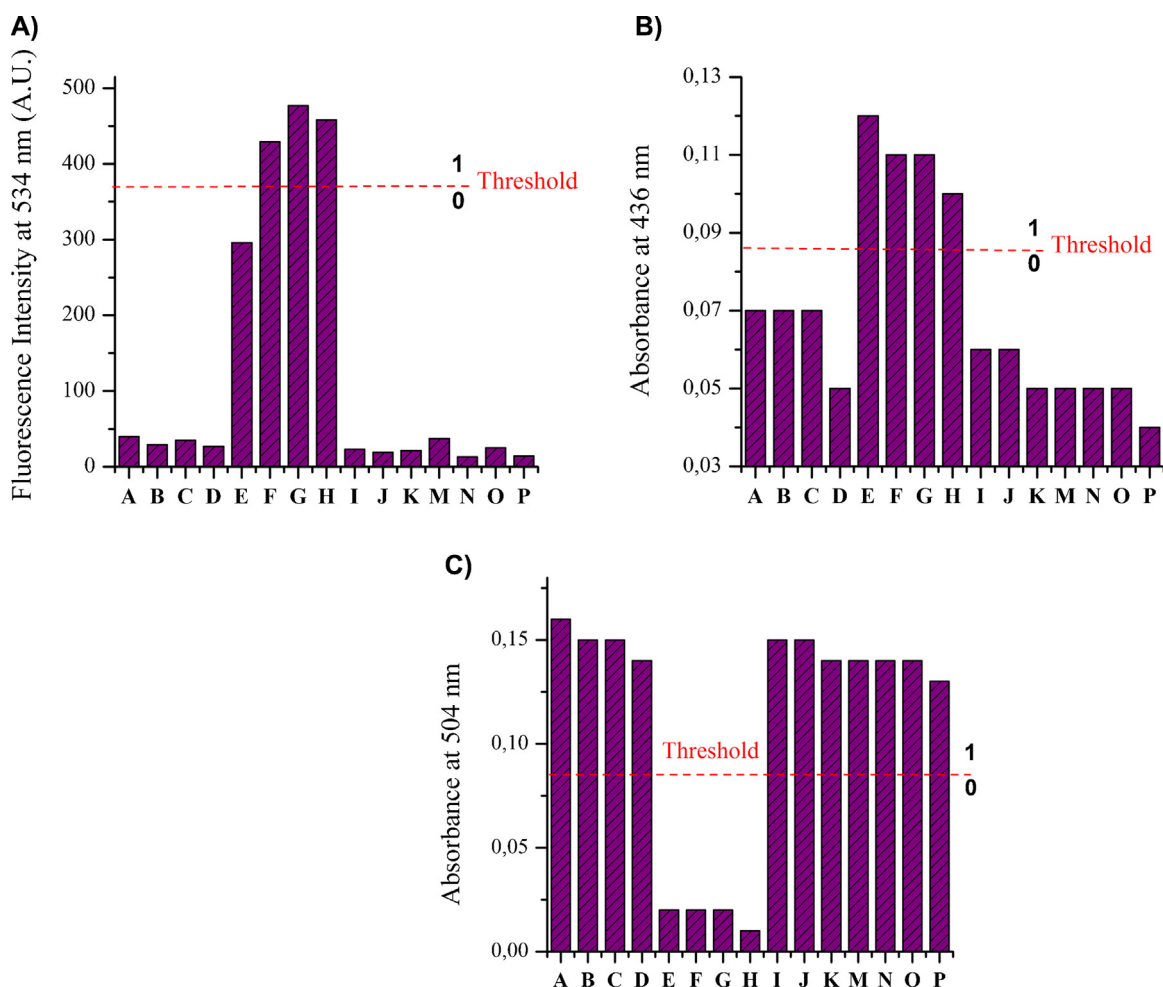 A)
Fluorescence Intensity at 534 nm (A.U.)
500
400
300
200
100
0
1
Threshold
0
A B C D E F G H I J K M N O P
B)
Absorbance at 436 nm
0,13
0,11
0,09
0,07
0,05
0,03
1
Threshold
0
A B C D E F G H I J K M N O P
C)
Absorbance at 504 nm
0,15
0,10
0,05
0,00
Threshold
1
0
A B C D E F G H I J K M N O P